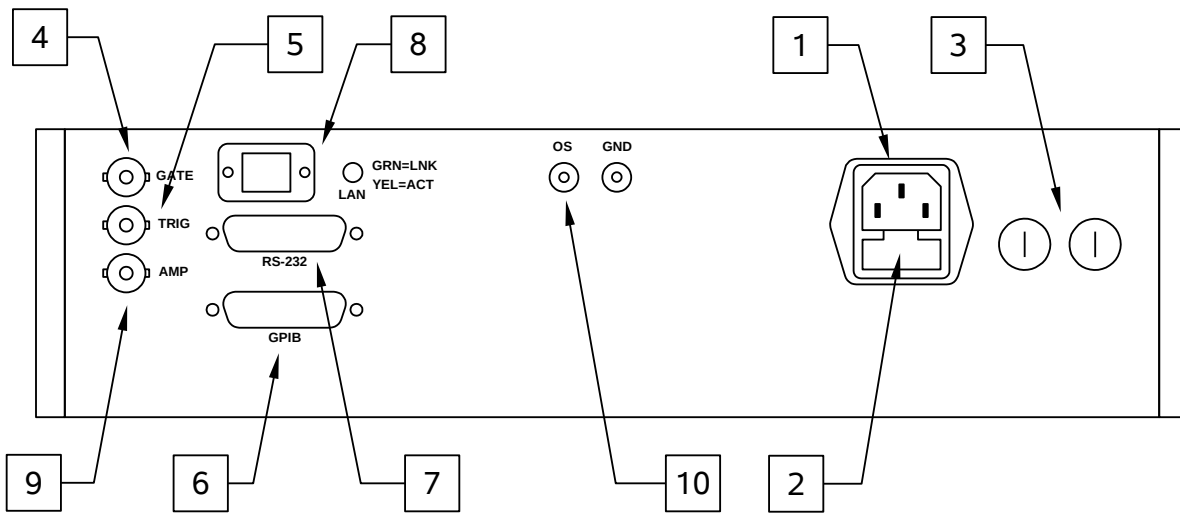 4
5
8
1
3
GATE
TRIG
AMP
GRN=LNK
YEL=ACT
LAN
RS-232
GPIB
OS
GND
9
6
7
10
2